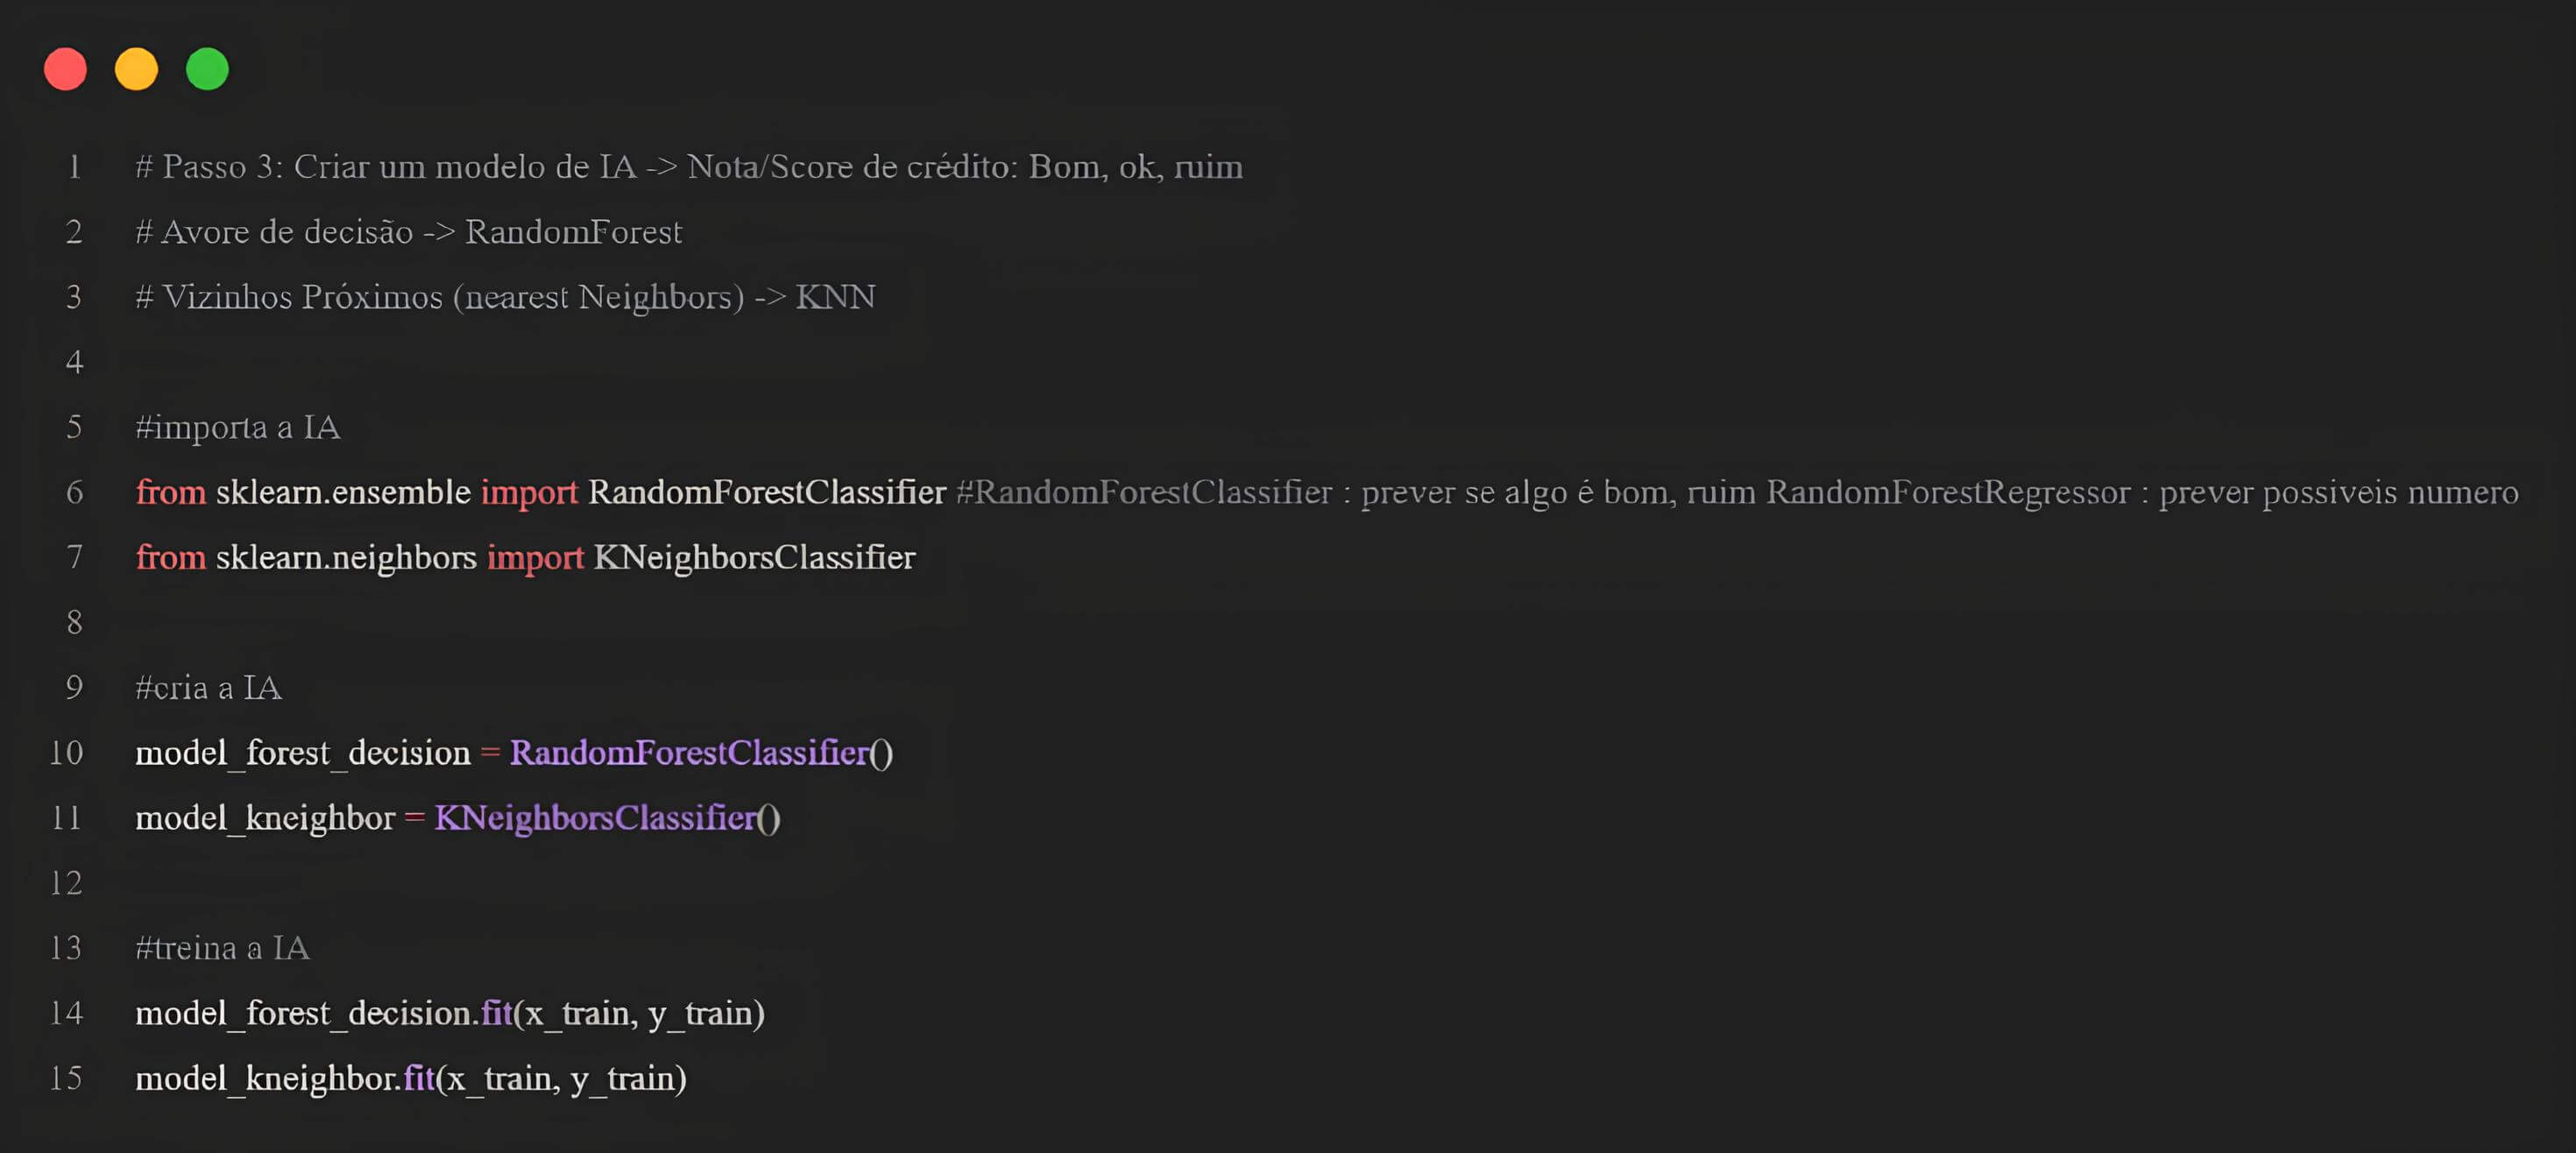 1 # Passo 3: Criar um modelo de IA -> Nota/Score de crédito: Bom, ok, ruim
2 # Avore de decisão -> RandomForest
3 # Vizinhos Próximos (nearest Neighbors) -> KNN
4
5 #importa a IA
6 from sklearn.ensemble import RandomForestClassifier #RandomForestClassifier : prever se algo é bom, ruim RandomForestRegressor : prever possiveis numero
7 from sklearn.neighbors import KNeighborsClassifier
8
9 #cria a IA
10 model_forest_decision = RandomForestClassifier()
11 model_kneighbor = KNeighborsClassifier()
12
13 #treina a IA
14 model_forest_decision.fit(x_train, y_train)
15 model_kneighbor.fit(x_train, y_train)